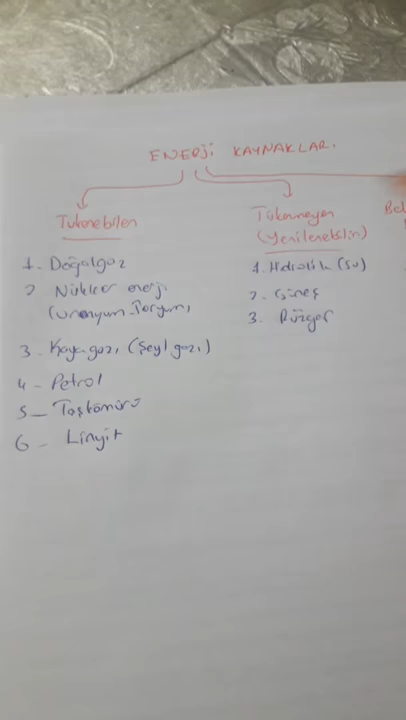 ENERJİ KAYNAKLAR.
Tükenebilen
1- Doğalgaz
2 Nükleer enerji
(uranyum-Toryum)
3- Kaya gazı (Şeyl gazı)
4- Petrol
5- Taşkömürü
6- Linyit
Tükenmeyen
(Yenilenebilir)
1. Hidrolik (su)
2- Güneş
3. Rüzgar